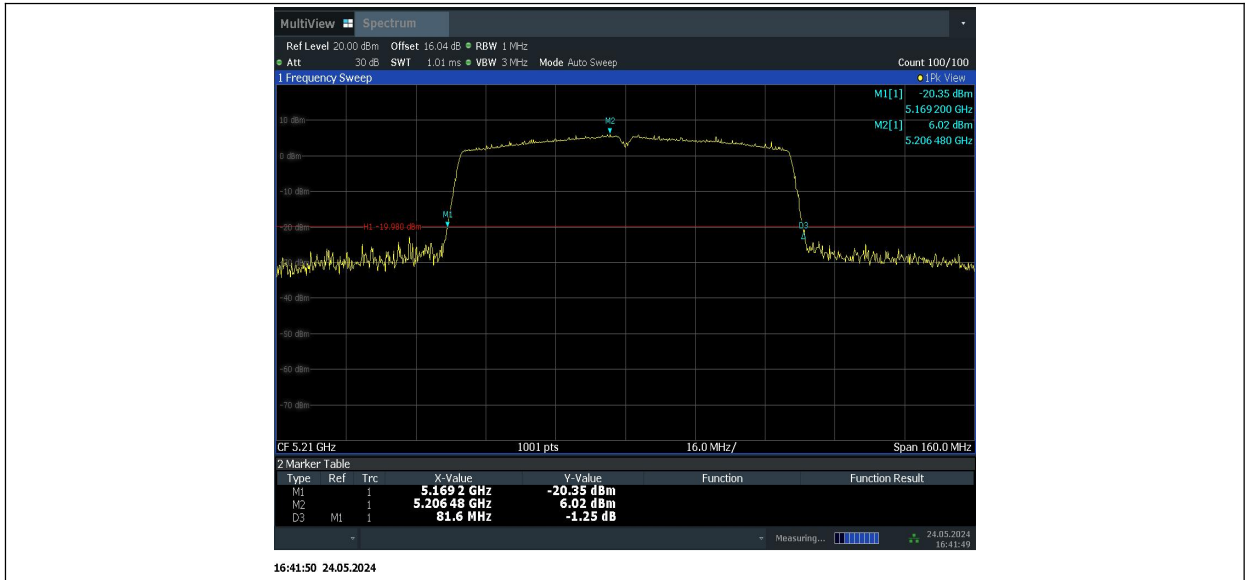 MultiView Spectrum
Ref Level 20.00 dBm Offset 16.04 dB RBW 1 MHz
Att 30 dB SWT 1.01 ms VBW 3 MHz Mode Auto Sweep Count 100/100
1 Frequency Sweep 1Pk View
M1[1] -20.35 dBm
5.169 200 GHz
10 dBm M2 M2[1] 6.02 dBm
5.206 480 GHz
0 dBm
-10 dBm
M1
-20 dBm H1 -19.980 dBm D3
-40 dBm
-50 dBm
-60 dBm
-70 dBm
CF 5.21 GHz 1001 pts 16.0 MHz/ Span 160.0 MHz
2 Marker Table
Type Ref Trc X-Value Y-Value Function Function Result
M1 1 5.169 2 GHz -20.35 dBm
M2 1 5.206 48 GHz 6.02 dBm
D3 M1 1 81.6 MHz -1.25 dB
Measuring... 24.05.2024
16:41:49
16:41:50 24.05.2024